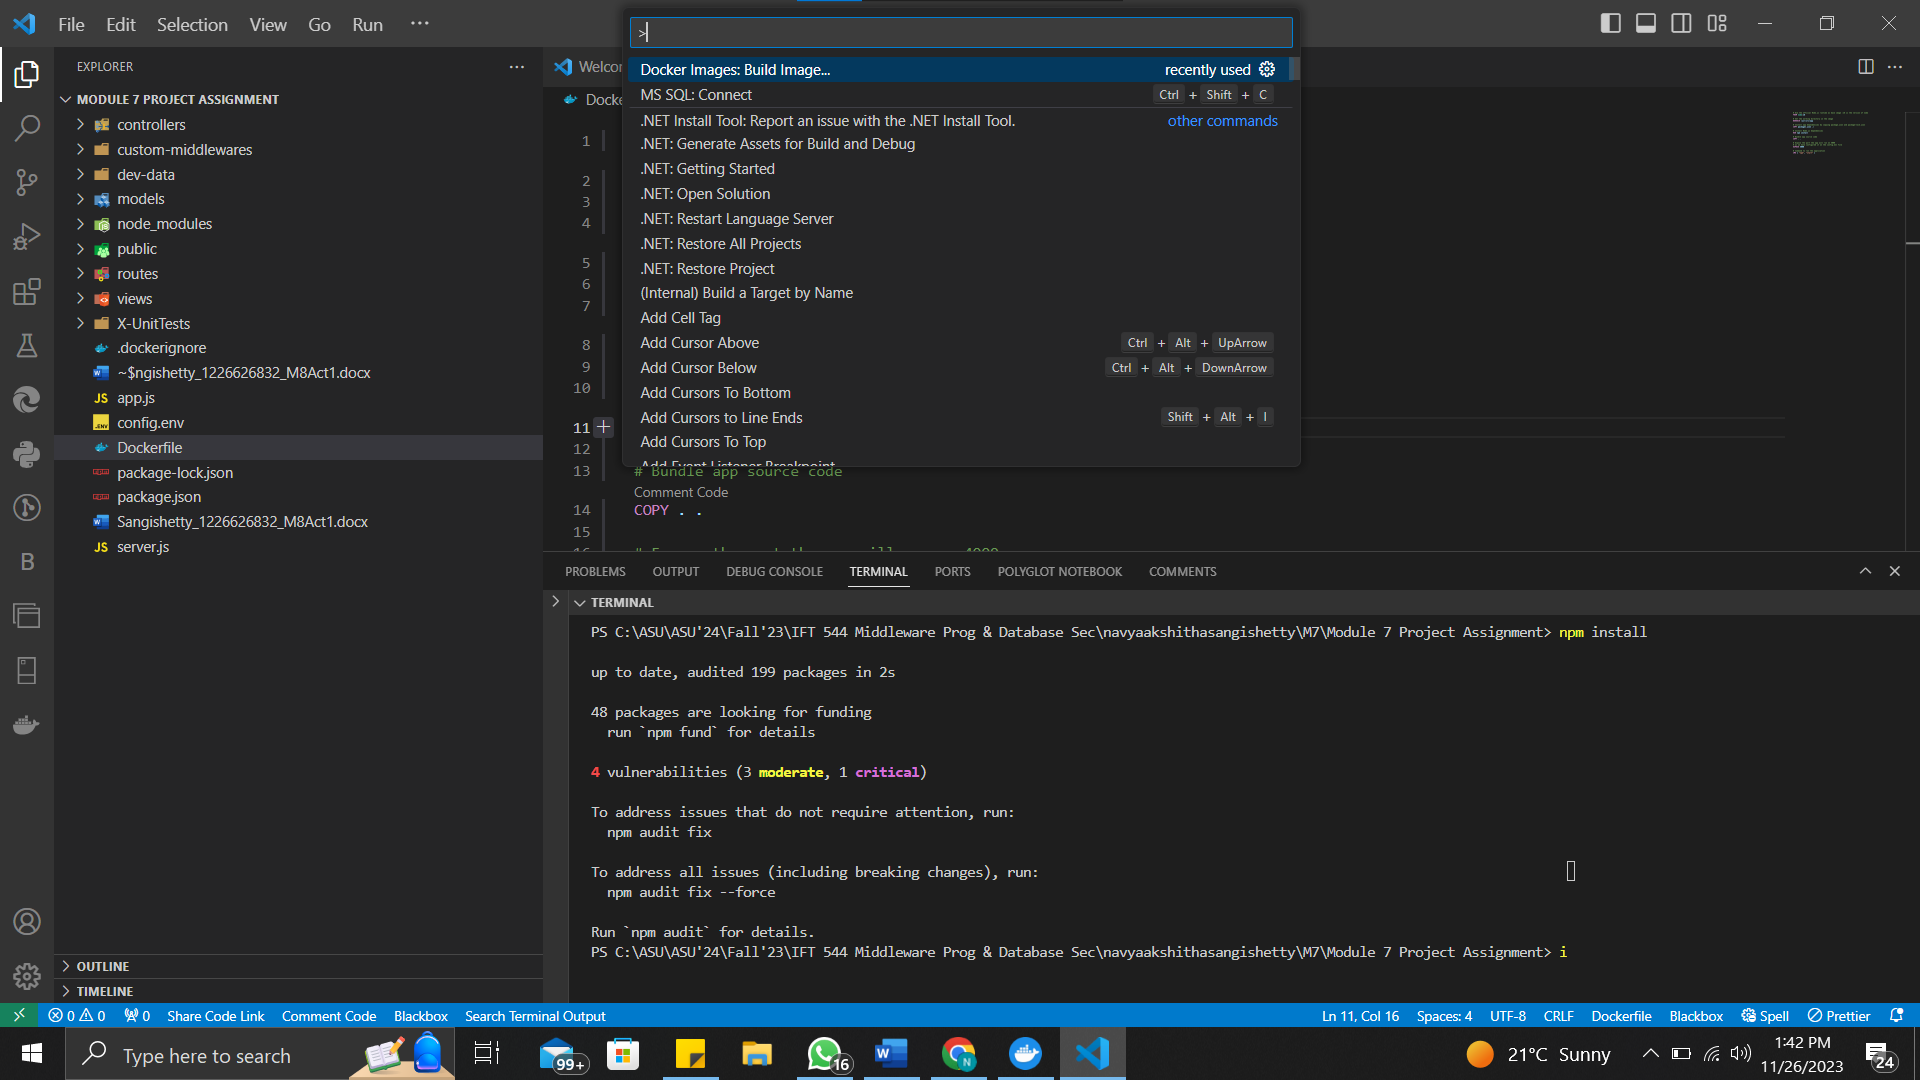 File Edit Selection View Go Run ···
>
Docker Images: Build Image... recently used
MS SQL: Connect Ctrl + Shift + C
.NET Install Tool: Report an issue with the .NET Install Tool. other commands
.NET: Generate Assets for Build and Debug
.NET: Getting Started
.NET: Open Solution
.NET: Restart Language Server
.NET: Restore All Projects
.NET: Restore Project
(Internal) Build a Target by Name
Add Cell Tag
Add Cursor Above Ctrl + Alt + UpArrow
Add Cursor Below Ctrl + Alt + DownArrow
Add Cursors To Bottom
Add Cursors to Line Ends Shift + Alt + I
Add Cursors To Top
Add Event Listener Breakpoint
EXPLORER
MODULE 7 PROJECT ASSIGNMENT
controllers
custom-middlewares
dev-data
models
node_modules
public
routes
views
X-UnitTests
.dockerignore
~$ngishetty_1226626832_M8Act1.docx
app.js
config.env
Dockerfile
package-lock.json
package.json
Sangishetty_1226626832_M8Act1.docx
server.js
OUTLINE
TIMELINE
Welco
Docke
1
2
3
4
5
6
7
8
9
10
11
12
13 # Bundle app source code
Comment Code
14 COPY . .
15
16
PROBLEMS OUTPUT DEBUG CONSOLE TERMINAL PORTS POLYGLOT NOTEBOOK COMMENTS
TERMINAL
PS C:\ASU\ASU'24\Fall'23\IFT 544 Middleware Prog & Database Sec\navyaakshithasangishetty\M7\Module 7 Project Assignment> npm install
up to date, audited 199 packages in 2s
48 packages are looking for funding
run `npm fund` for details
4 vulnerabilities (3 moderate, 1 critical)
To address issues that do not require attention, run:
npm audit fix
To address all issues (including breaking changes), run:
npm audit fix --force
Run `npm audit` for details.
PS C:\ASU\ASU'24\Fall'23\IFT 544 Middleware Prog & Database Sec\navyaakshithasangishetty\M7\Module 7 Project Assignment> i
0 0 0 Share Code Link Comment Code Blackbox Search Terminal Output Ln 11, Col 16 Spaces: 4 UTF-8 CRLF Dockerfile Blackbox Spell Prettier
Type here to search 99+ 16 N 21°C Sunny 1:42 PM
11/26/2023 24